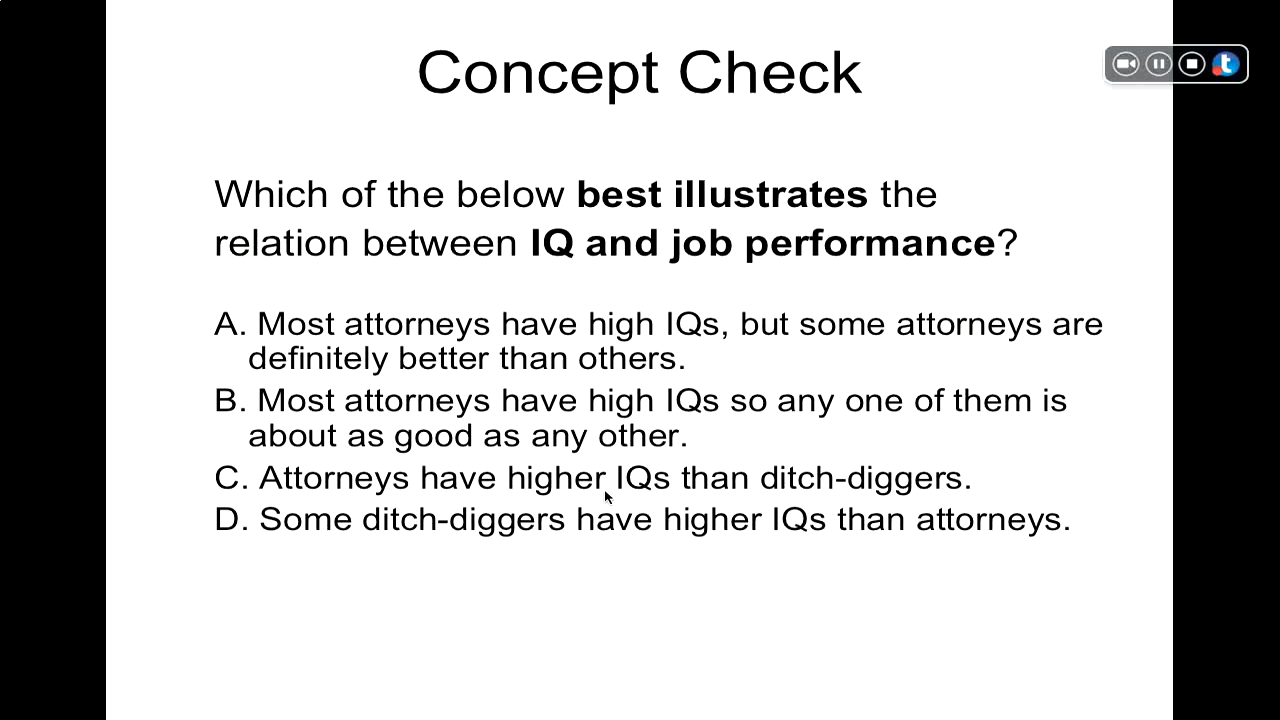 Concept Check
Which of the below best illustrates the
relation between IQ and job performance?
A. Most attorneys have high IQs, but some attorneys are
definitely better than others.
B. Most attorneys have high IQs so any one of them is
about as good as any other.
C. Attorneys have higher IQs than ditch-diggers.
D. Some ditch-diggers have higher IQs than attorneys.
t